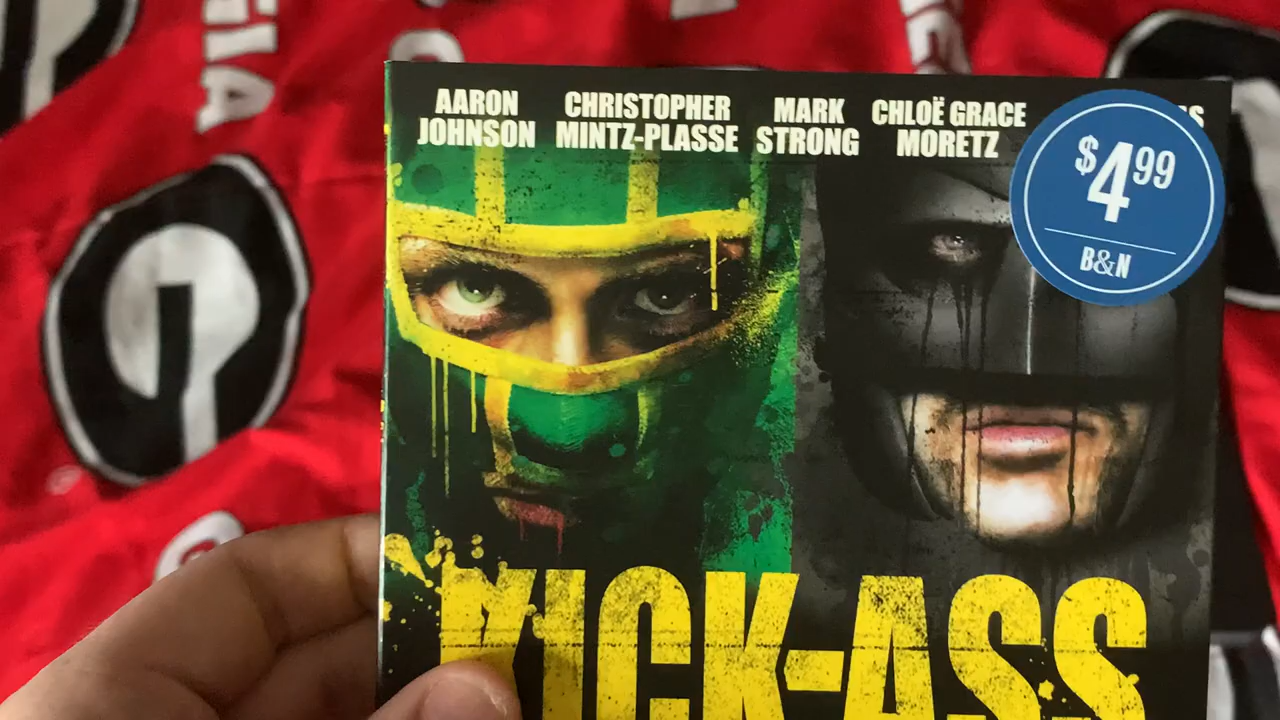 AARON
JOHNSON
CHRISTOPHER
MINTZ-PLASSE
MARK
STRONG
CHLOË GRACE
MORETZ
$4.99
B&N
KICK-ASS
G